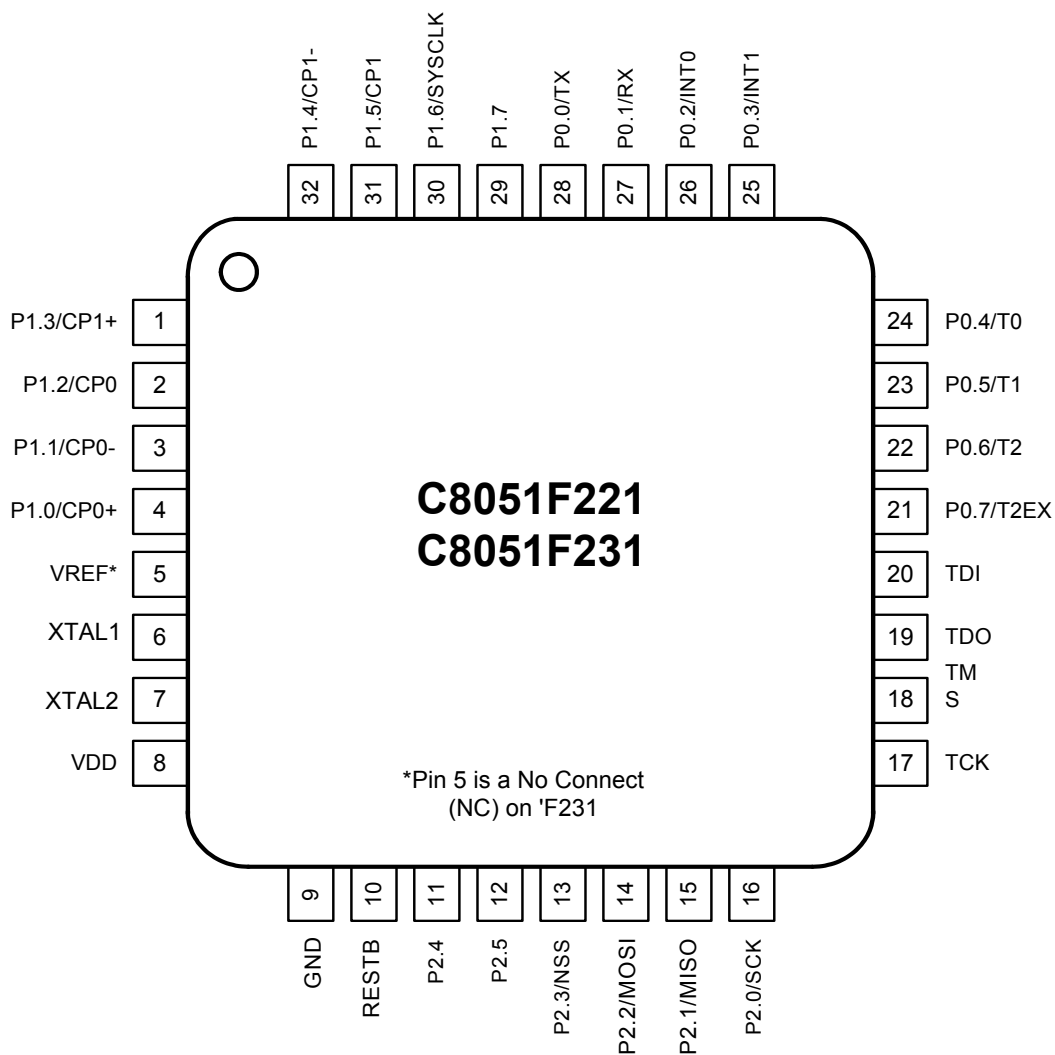 P1.4/CP1-
P1.5/CP1
P1.6/SYSCLK
P1.7
P0.0/TX
P0.1/RX
P0.2/INT0
P0.3/INT1
32
31
30
29
28
27
26
25
P1.3/CP1+ 1
P1.2/CP0 2
P1.1/CP0- 3
P1.0/CP0+ 4
VREF* 5
XTAL1 6
XTAL2 7
VDD 8
24 P0.4/T0
23 P0.5/T1
22 P0.6/T2
21 P0.7/T2EX
20 TDI
19 TDO
TM
18 S
17 TCK
C8051F221
C8051F231
*Pin 5 is a No Connect
(NC) on 'F231
9
10
11
12
13
14
15
16
GND
RESTB
P2.4
P2.5
P2.3/NSS
P2.2/MOSI
P2.1/MISO
P2.0/SCK